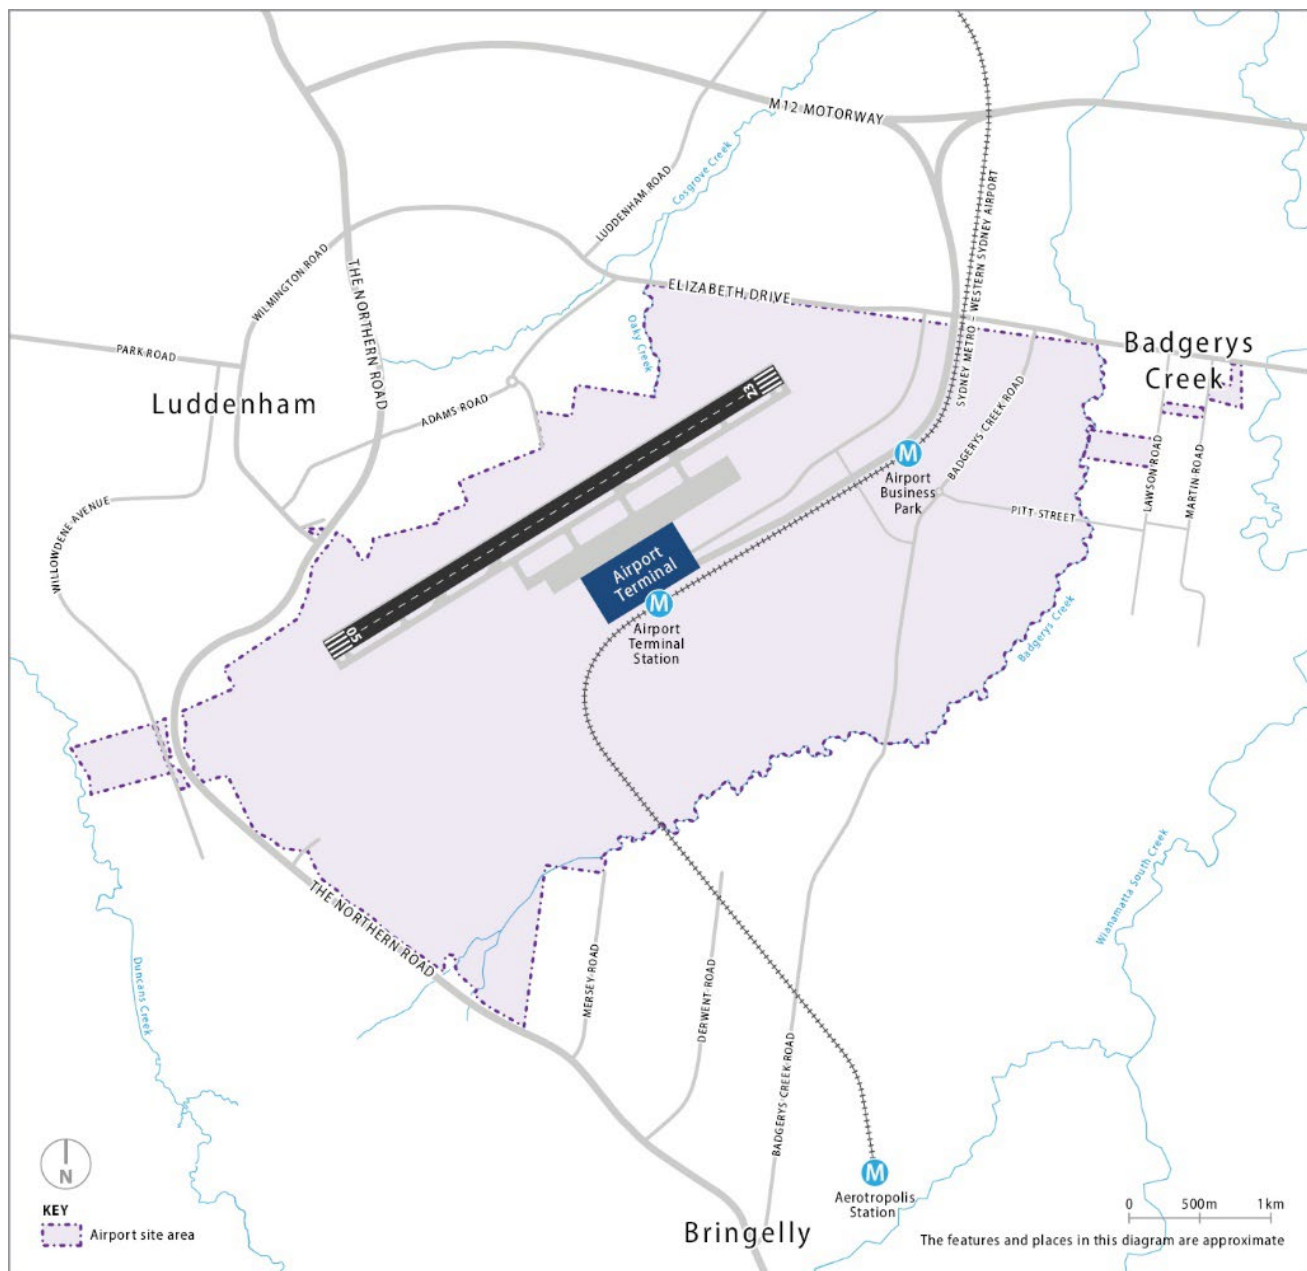 M12 MOTORWAY
Cosgrove Creek
LUDDENHAM ROAD
SYDNEY METRO – WESTERN SYDNEY AIRPORT
WILMINGTON ROAD
THE NORTHERN ROAD
ELIZABETH DRIVE
Oaky Creek
PARK ROAD
Badgerys
Creek
Luddenham
23
ADAMS ROAD
BADGERYS CREEK ROAD
M
Airport
Business
Park
LAWSON ROAD
MARTIN ROAD
PITT STREET
WILLOWDENE AVENUE
Airport
Terminal
M
Airport
Terminal
Station
05
Badgerys Creek
THE NORTHERN ROAD
Wianamatta South Creek
Duncans Creek
MERSEY ROAD
DERWENT ROAD
BADGERYS CREEK ROAD
N
KEY
Airport site area
M
Aerotropolis
Station
Bringelly
0 500m 1km
The features and places in this diagram are approximate